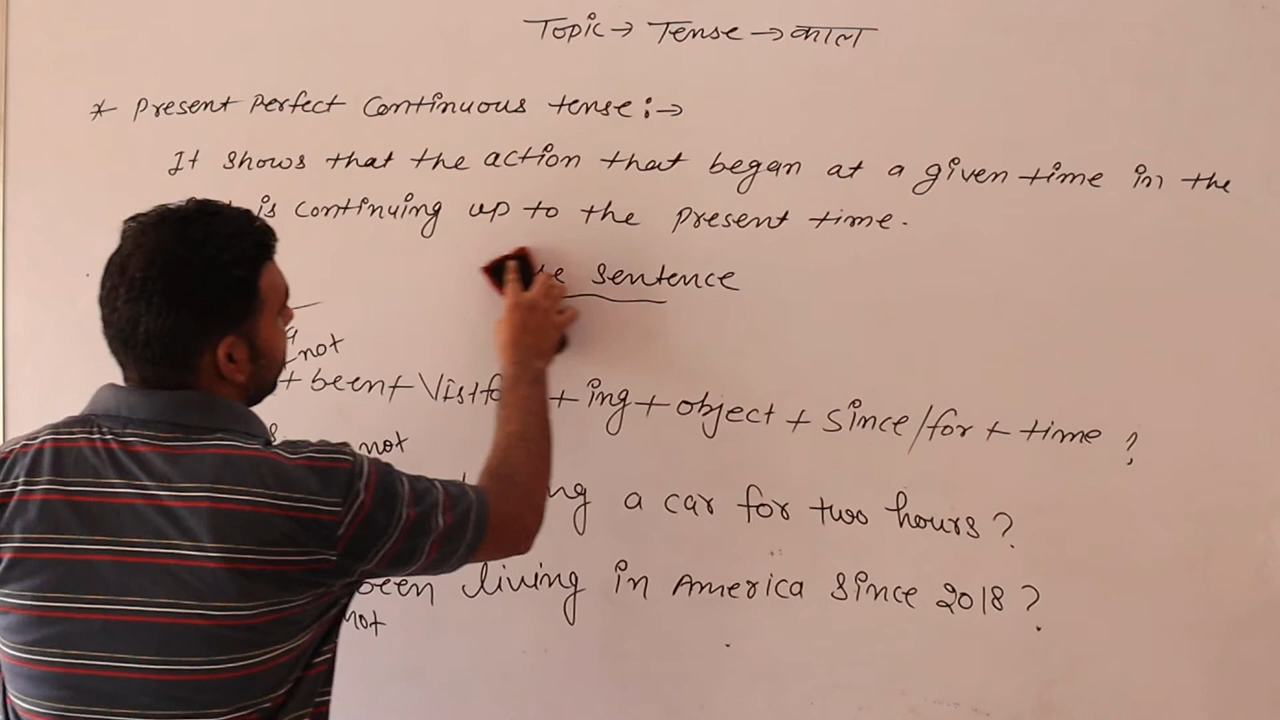 Topic → Tense → काल
* Present Perfect Continuous tense :→
It shows that the action that began at a given time in the
is continuing up to the present time.
sentence
not
+ been + V1st fo + ing + object + since/for + time ?
not
ng a car for two hours ?
been living in America since 2018 ?
not